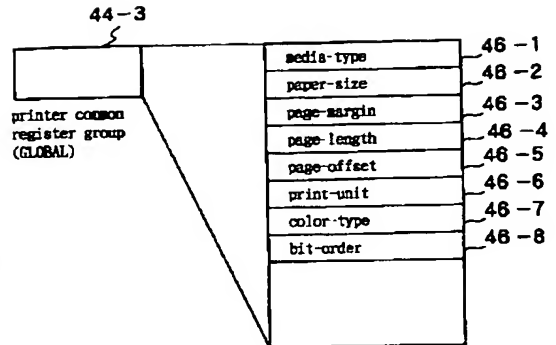 44-3
printer common
register group
(GLOBAL)
media-type 46-1
paper-size 46-2
page-margin 46-3
page-length 46-4
page-offset 46-5
print-unit 46-6
color-type 46-7
bit-order 46-8